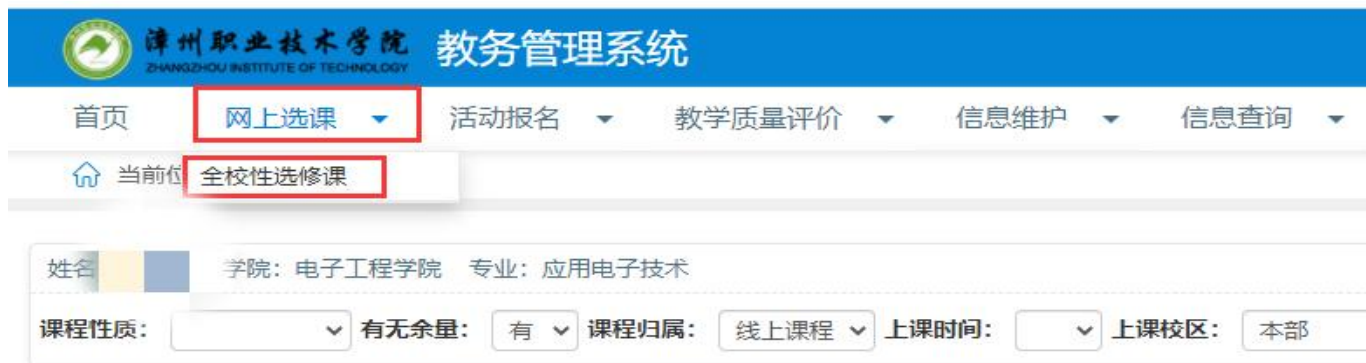 漳州职业技术学院 教务管理系统
ZHANGZHOU INSTITUTE OF TECHNOLOGY
首页 网上选课 活动报名 教学质量评价 信息维护 信息查询
当前位 全校性选修课
姓名 学院：电子工程学院 专业：应用电子技术
课程性质： 有无余量： 有 课程归属： 线上课程 上课时间： 上课校区： 本部